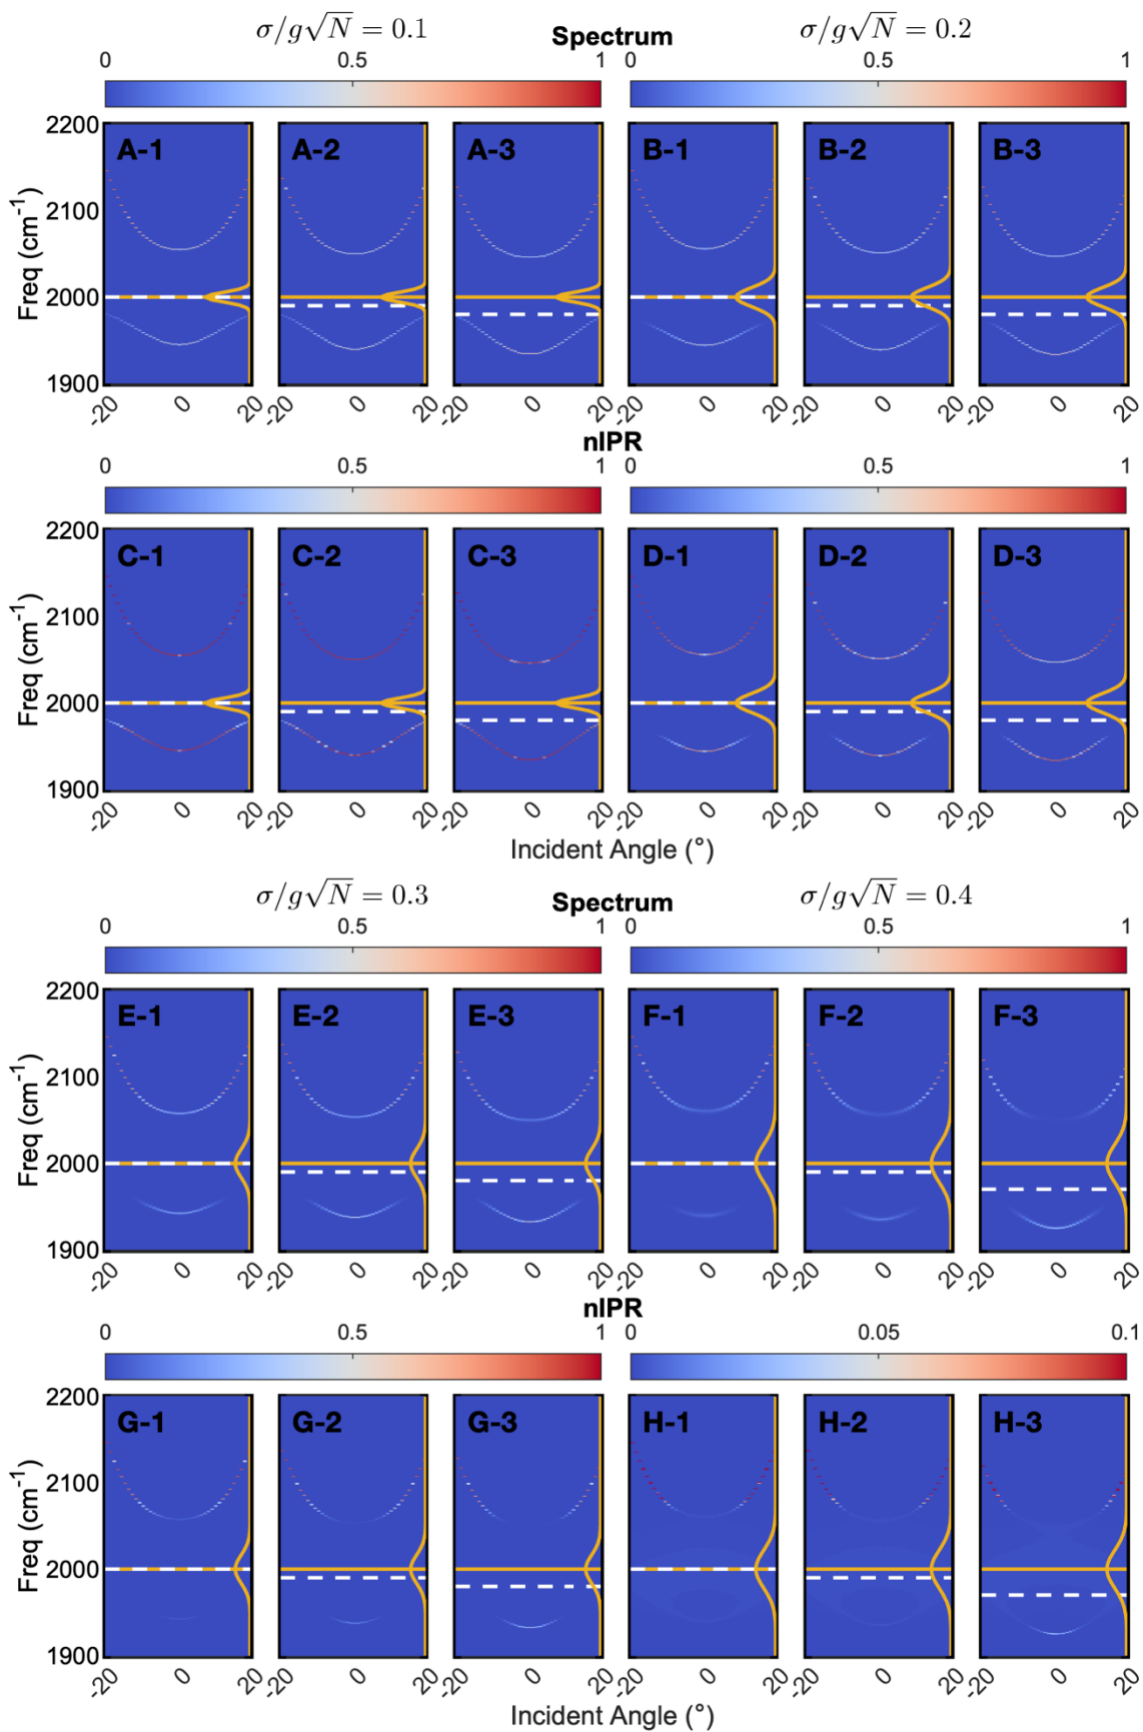 σ/g√N = 0.1 Spectrum σ/g√N = 0.2
0 0.5 1 0 0.5 1
2200
A-1 A-2 A-3 B-1 B-2 B-3
2100
Freq (cm⁻¹)
2000
1900
-20 0 20 -20 0 20 -20 0 20 -20 0 20 -20 0 20 -20 0 20
nIPR
0 0.5 1 0 0.5 1
2200
C-1 C-2 C-3 D-1 D-2 D-3
2100
Freq (cm⁻¹)
2000
1900
-20 0 20 -20 0 20 -20 0 20 -20 0 20 -20 0 20 -20 0 20
Incident Angle (°)
σ/g√N = 0.3 Spectrum σ/g√N = 0.4
0 0.5 1 0 0.5 1
2200
E-1 E-2 E-3 F-1 F-2 F-3
2100
Freq (cm⁻¹)
2000
1900
-20 0 20 -20 0 20 -20 0 20 -20 0 20 -20 0 20 -20 0 20
nIPR
0 0.5 1 0 0.05 0.1
2200
G-1 G-2 G-3 H-1 H-2 H-3
2100
Freq (cm⁻¹)
2000
1900
-20 0 20 -20 0 20 -20 0 20 -20 0 20 -20 0 20 -20 0 20
Incident Angle (°)